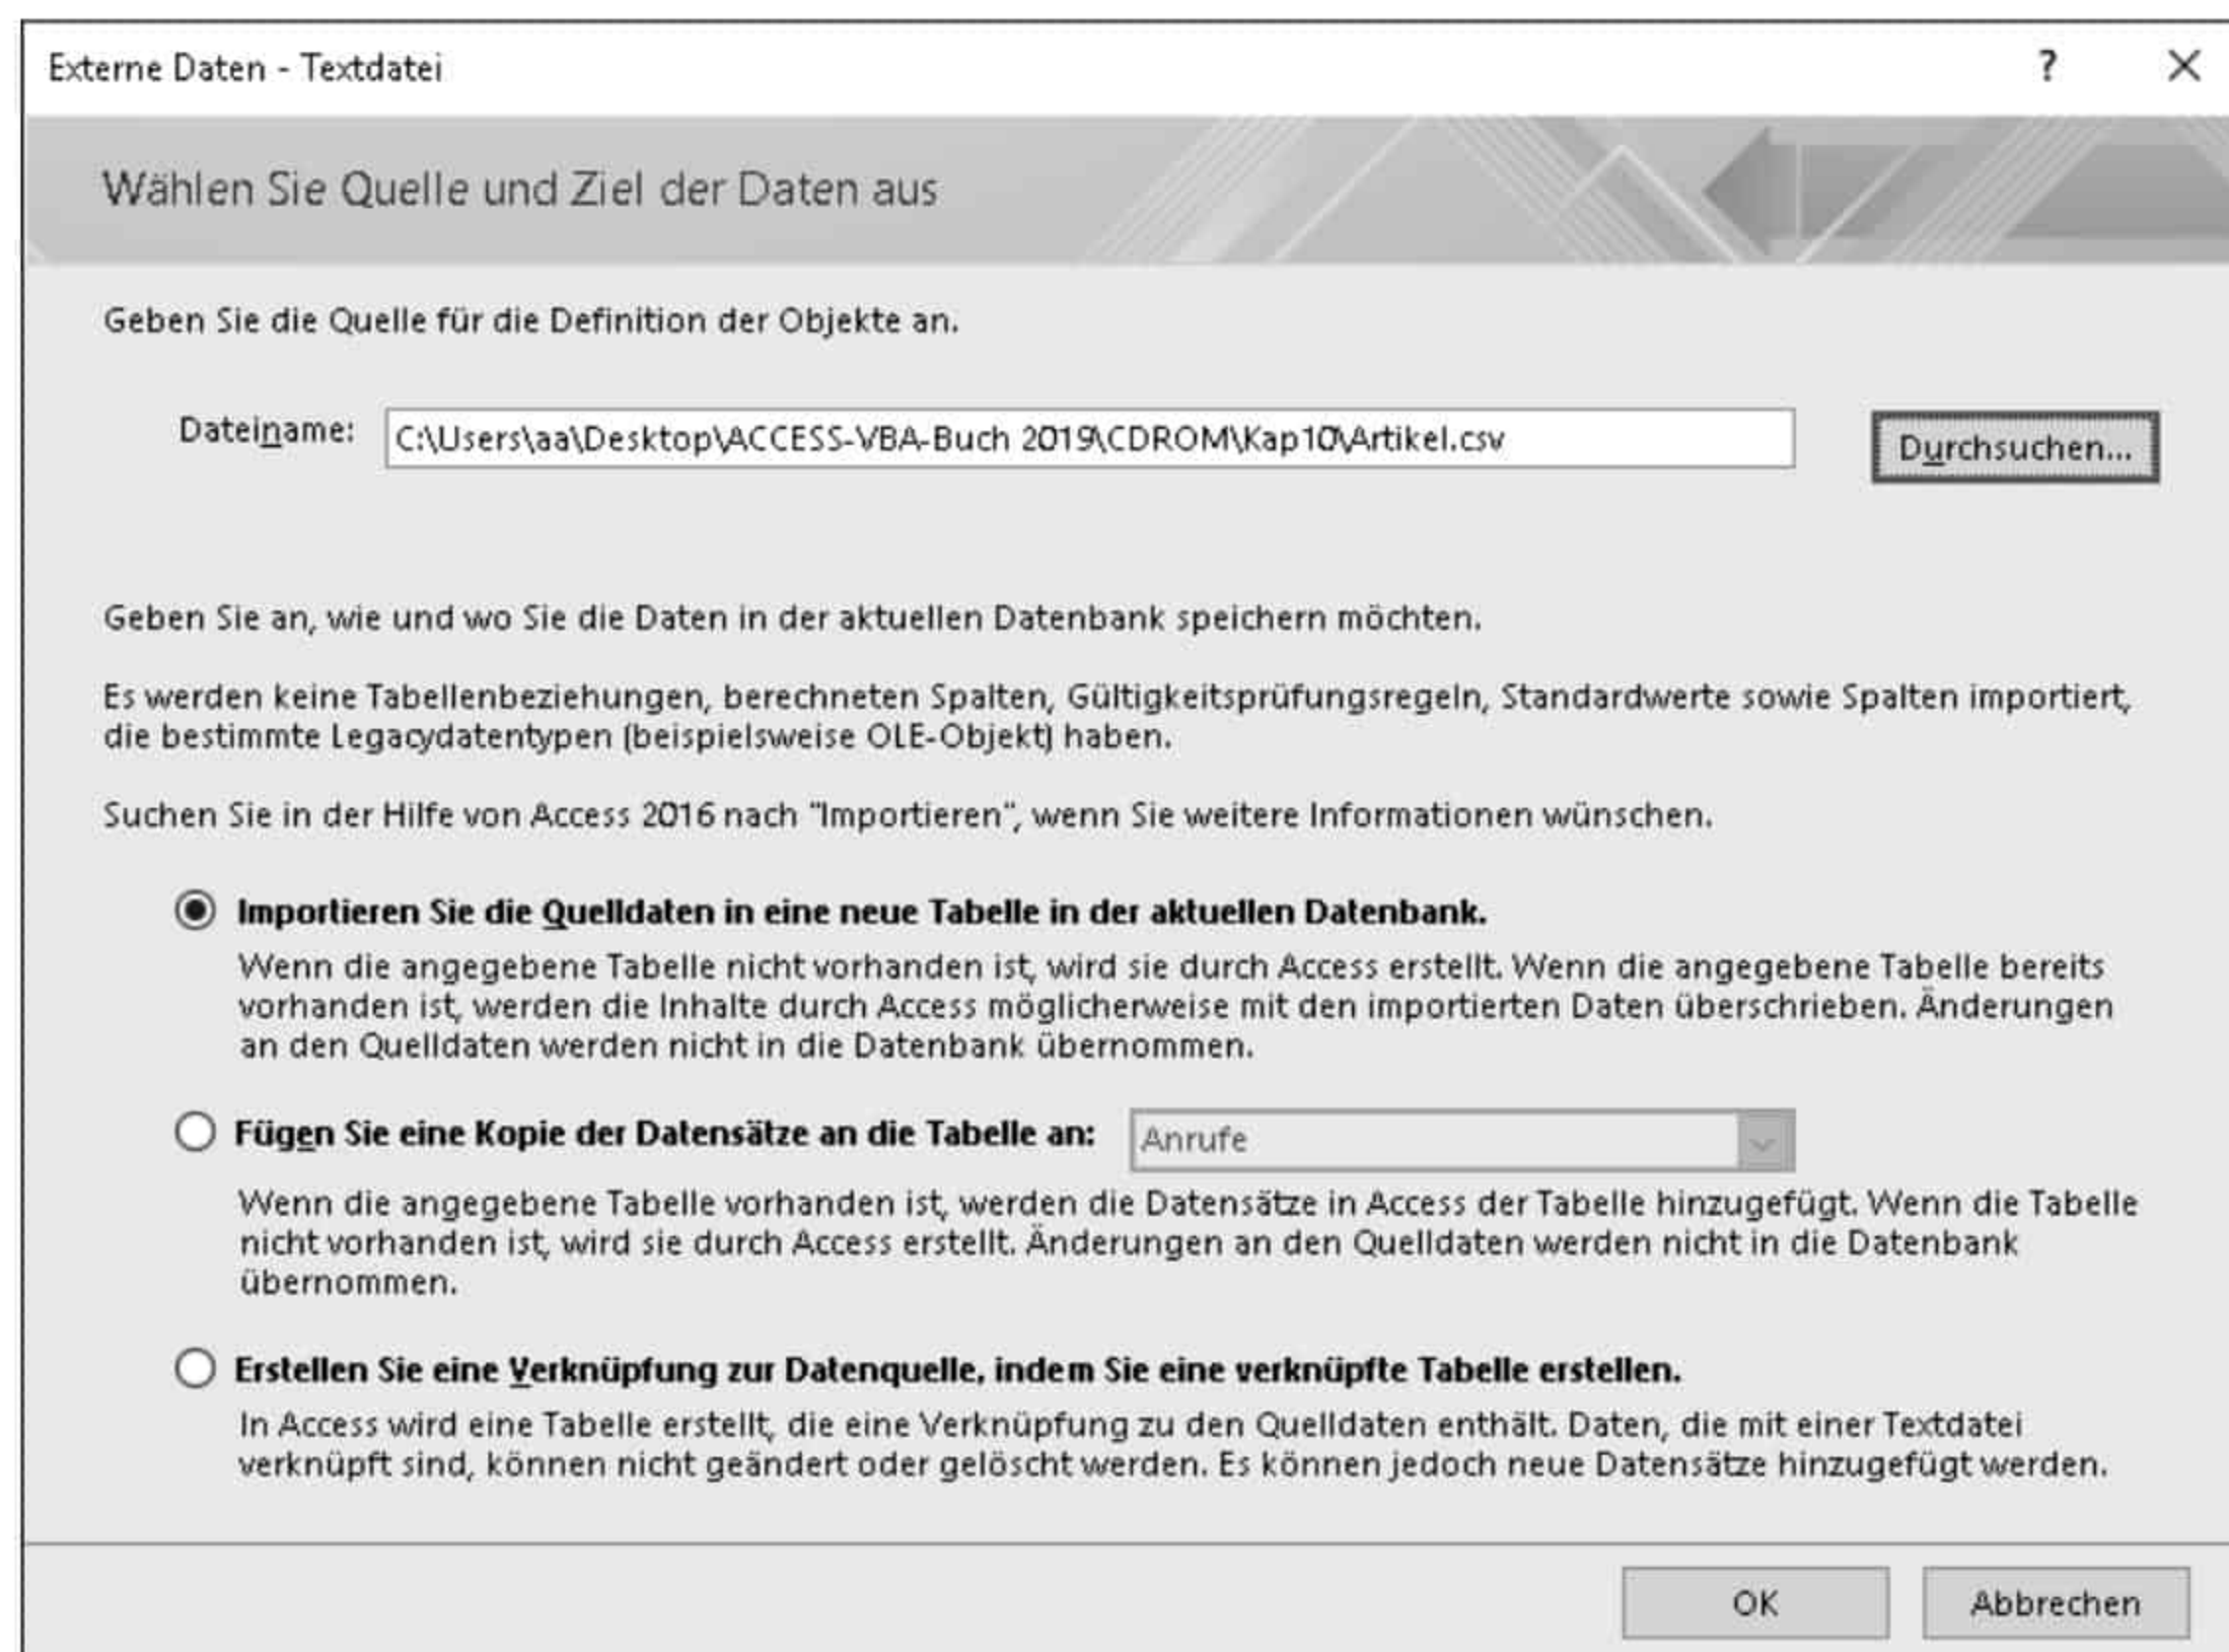 Externe Daten - Textdatei ? X
Wählen Sie Quelle und Ziel der Daten aus
Geben Sie die Quelle für die Definition der Objekte an.
Dateiname: C:\Users\aa\Desktop\ACCESS-VBA-Buch 2019\CDROM\Kap10\Artikel.csv Durchsuchen...
Geben Sie an, wie und wo Sie die Daten in der aktuellen Datenbank speichern möchten.
Es werden keine Tabellenbeziehungen, berechneten Spalten, Gültigkeitsprüfungsregeln, Standardwerte sowie Spalten importiert,
die bestimmte Legacydatentypen (beispielsweise OLE-Objekt) haben.
Suchen Sie in der Hilfe von Access 2016 nach "Importieren", wenn Sie weitere Informationen wünschen.
Importieren Sie die Quelldaten in eine neue Tabelle in der aktuellen Datenbank.
Wenn die angegebene Tabelle nicht vorhanden ist, wird sie durch Access erstellt. Wenn die angegebene Tabelle bereits
vorhanden ist, werden die Inhalte durch Access möglicherweise mit den importierten Daten überschrieben. Änderungen
an den Quelldaten werden nicht in die Datenbank übernommen.
Fügen Sie eine Kopie der Datensätze an die Tabelle an: Anrufe
Wenn die angegebene Tabelle vorhanden ist, werden die Datensätze in Access der Tabelle hinzugefügt. Wenn die Tabelle
nicht vorhanden ist, wird sie durch Access erstellt. Änderungen an den Quelldaten werden nicht in die Datenbank
übernommen.
Erstellen Sie eine Verknüpfung zur Datenquelle, indem Sie eine verknüpfte Tabelle erstellen.
In Access wird eine Tabelle erstellt, die eine Verknüpfung zu den Quelldaten enthält. Daten, die mit einer Textdatei
verknüpft sind, können nicht geändert oder gelöscht werden. Es können jedoch neue Datensätze hinzugefügt werden.
OK Abbrechen